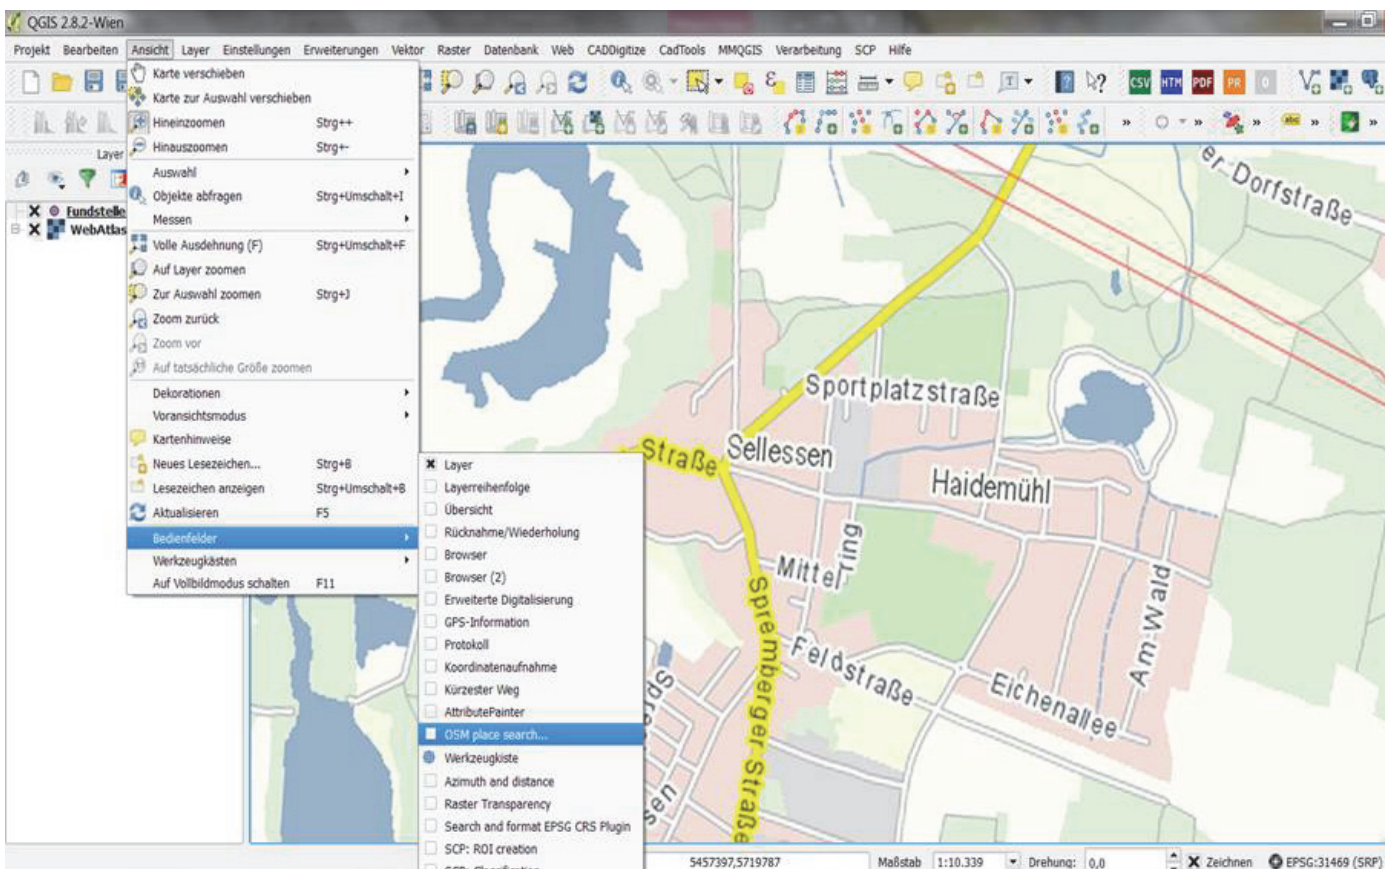 QGIS 2.8.2-Wien
Projekt Bearbeiten Ansicht Layer Einstellungen Erweiterungen Vektor Raster Datenbank Web CADDigitize CadTools MMQGIS Verarbeitung SCP Hilfe
CSV HTM PDF PR 0
abc
Layer
Fundstelle
WebAtlas
Karte verschieben
Karte zur Auswahl verschieben
Hineinzoomen Strg++
Hinauszoomen Strg+-
Auswahl
Objekte abfragen Strg+Umschalt+I
Messen
Volle Ausdehnung (F) Strg+Umschalt+F
Auf Layer zoomen
Zur Auswahl zoomen Strg+J
Zoom zurück
Zoom vor
Auf tatsächliche Größe zoomen
Dekorationen
Voransichtsmodus
Kartenhinweise
Neues Lesezeichen... Strg+B
Lesezeichen anzeigen Strg+Umschalt+B
Aktualisieren F5
Bedienfelder
Werkzeugkästen
Auf Vollbildmodus schalten F11
Layer
Layerreihenfolge
Übersicht
Rücknahme/Wiederholung
Browser
Browser (2)
Erweiterte Digitalisierung
GPS-Information
Protokoll
Koordinatenaufnahme
Kürzester Weg
AttributePainter
OSM place search...
Werkzeugkiste
Azimuth and distance
Raster Transparency
Search and format EPSG CRS Plugin
SCP: ROI creation
er Dorfstraße
Sportplatzstraße
Straße
Sellessen
Haidemühl
Mittel
ring
Spremberger Straße
Feldstraße
Eichenallee
Am Wald
5457397,5719787 Maßstab 1:10.339 Drehung: 0,0 Zeichnen EPSG:31469 (SRP)